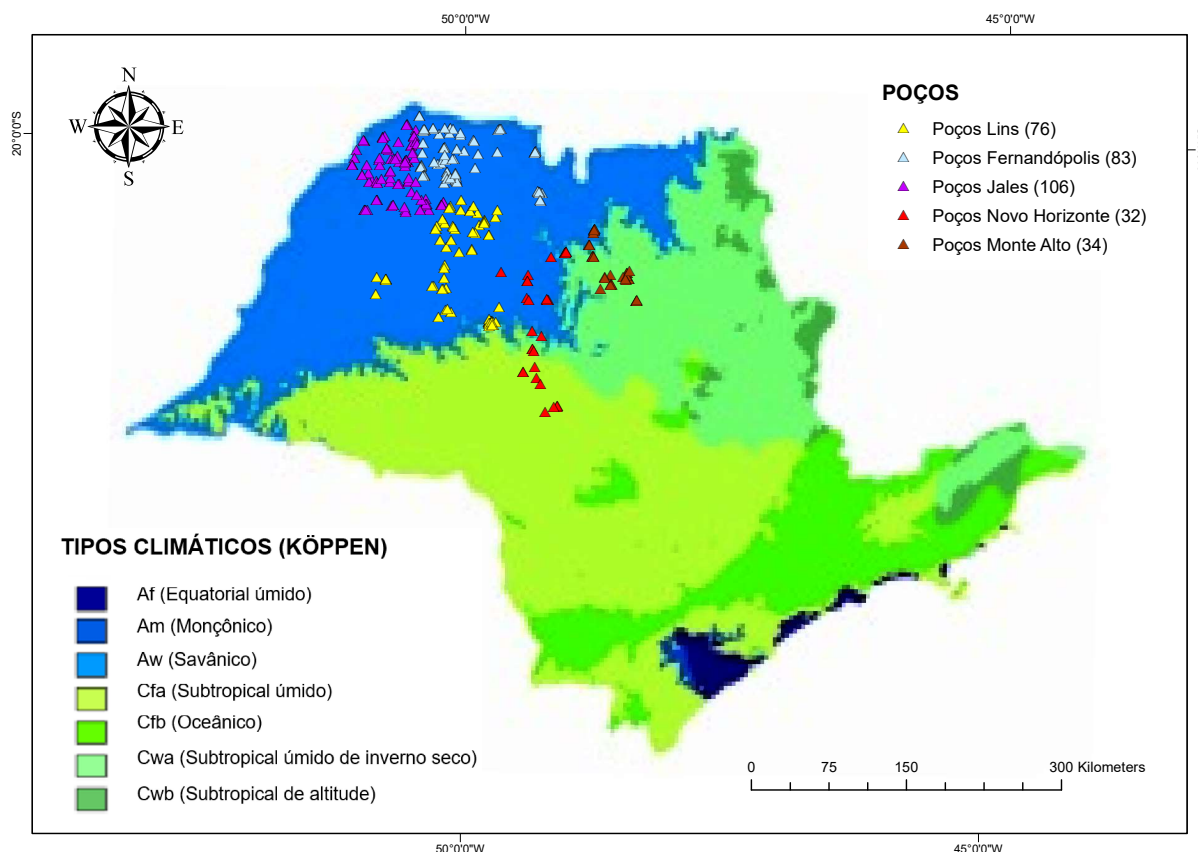 50°0'0"W
45°0'0"W
20°0'0"S
N
W
E
S
POÇOS
Poços Lins (76)
Poços Fernandópolis (83)
Poços Jales (106)
Poços Novo Horizonte (32)
Poços Monte Alto (34)
TIPOS CLIMÁTICOS (KÖPPEN)
Af (Equatorial úmido)
Am (Monçônico)
Aw (Savânico)
Cfa (Subtropical úmido)
Cfb (Oceânico)
Cwa (Subtropical úmido de inverno seco)
Cwb (Subtropical de altitude)
0 75 150 300 Kilometers
50°0'0"W
45°0'0"W